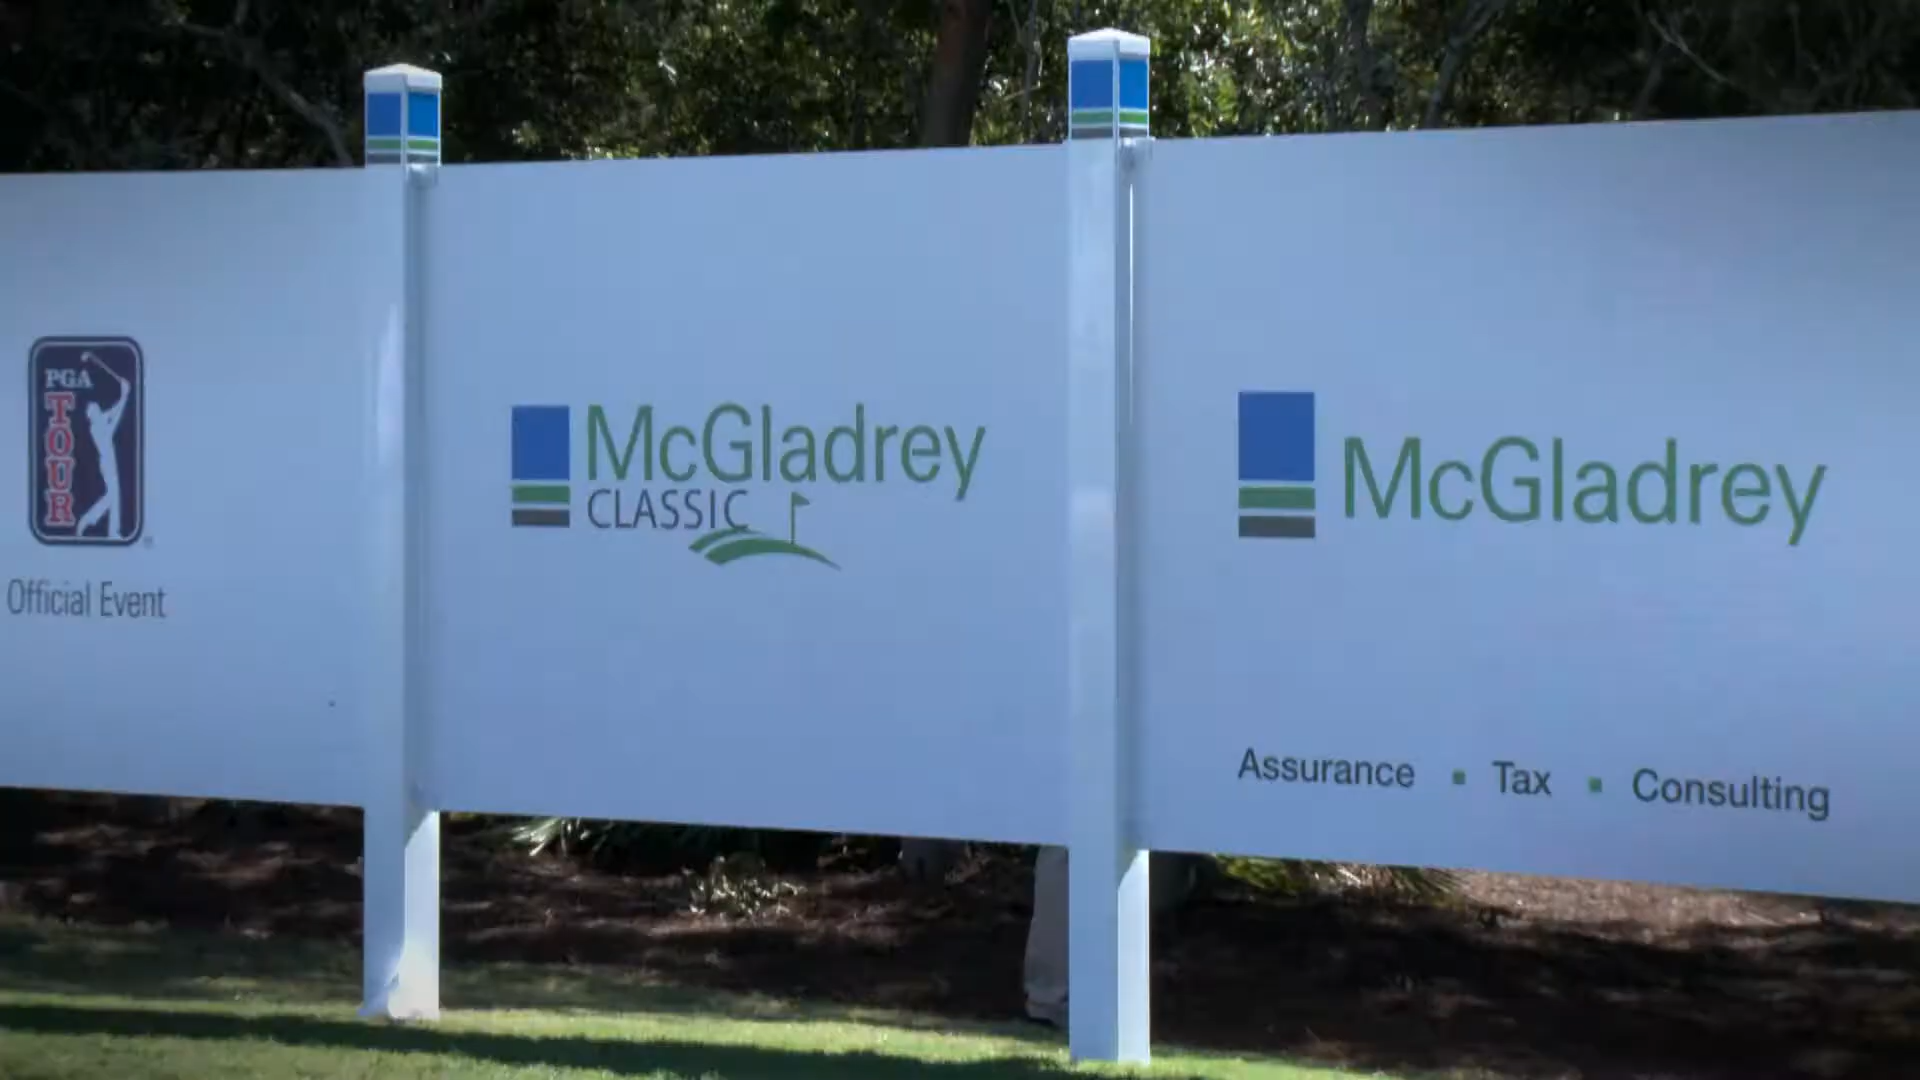 PGA
TOUR
Official Event
McGladrey
CLASSIC
McGladrey
Assurance ▪ Tax ▪ Consulting